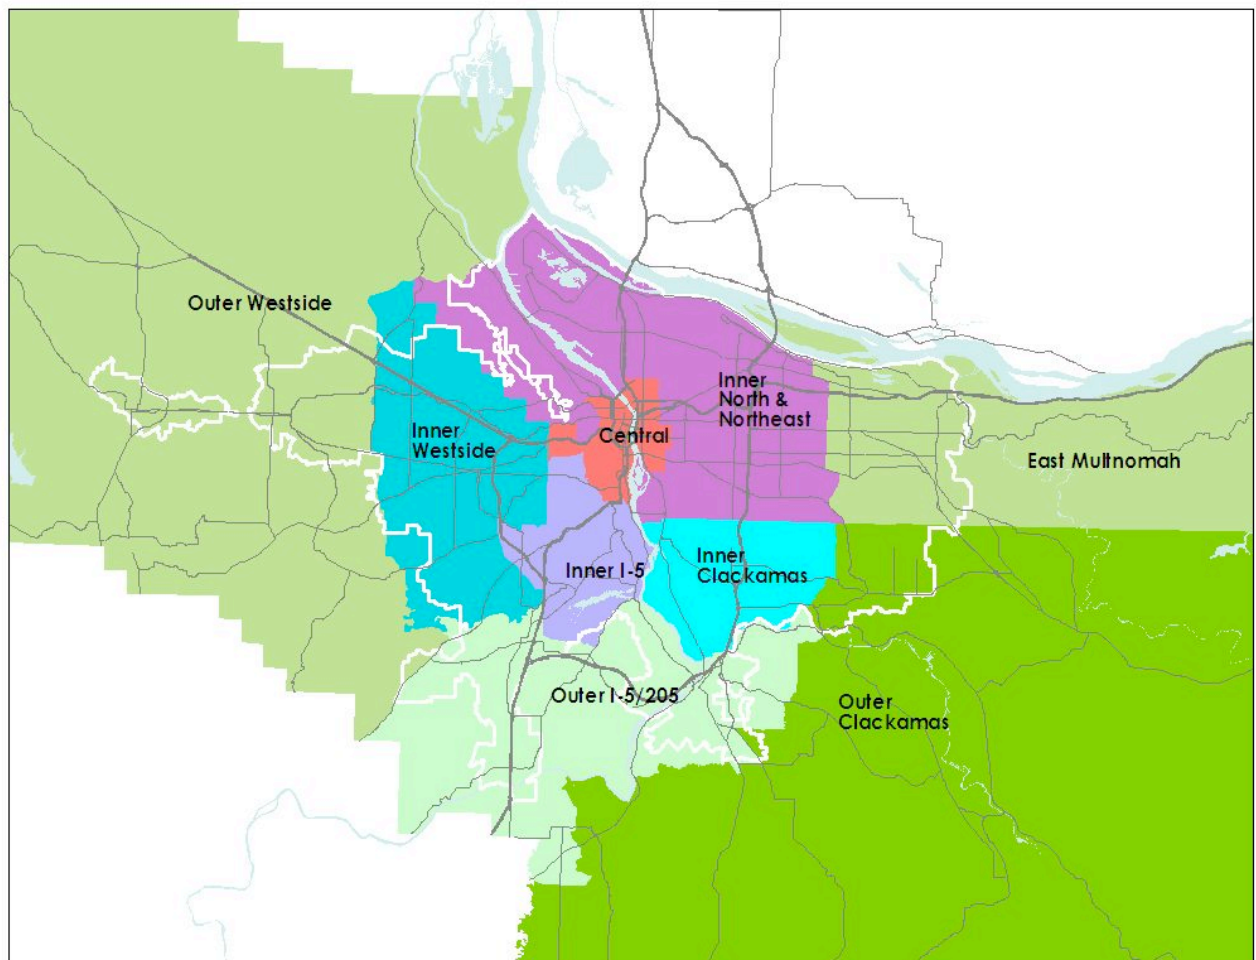 Outer Westside
Inner
North &
Northeast
Inner
Westside
Central
East Multnomah
Inner I-5
Inner
Clackamas
Outer I-5/205
Outer
Clackamas